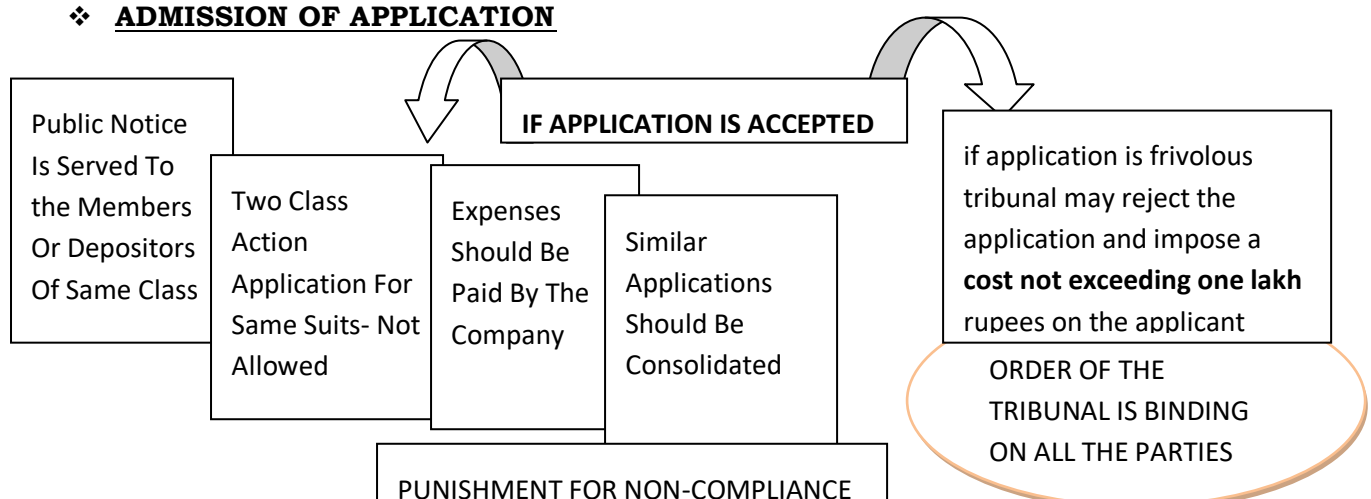 ❖ ADMISSION OF APPLICATION
IF APPLICATION IS ACCEPTED
Public Notice
Is Served To
the Members
Or Depositors
Of Same Class
Two Class
Action
Application For
Same Suits- Not
Allowed
Expenses
Should Be
Paid By The
Company
Similar
Applications
Should Be
Consolidated
if application is frivolous
tribunal may reject the
application and impose a
cost not exceeding one lakh
rupees on the applicant
ORDER OF THE
TRIBUNAL IS BINDING
ON ALL THE PARTIES
PUNISHMENT FOR NON-COMPLIANCE